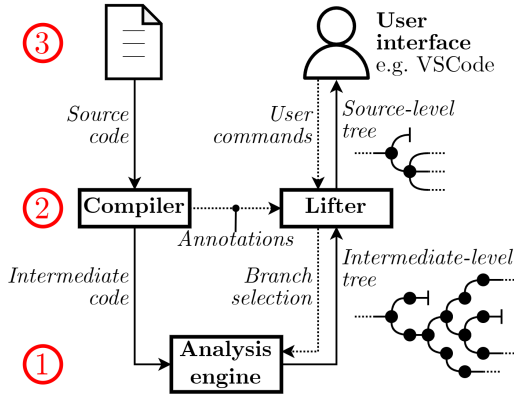 3
User
interface
e.g. VSCode
Source
code
User
commands
Source-level
tree
2
Compiler
Lifter
Annotations
Intermediate
code
Branch
selection
Intermediate-level
tree
1
Analysis
engine